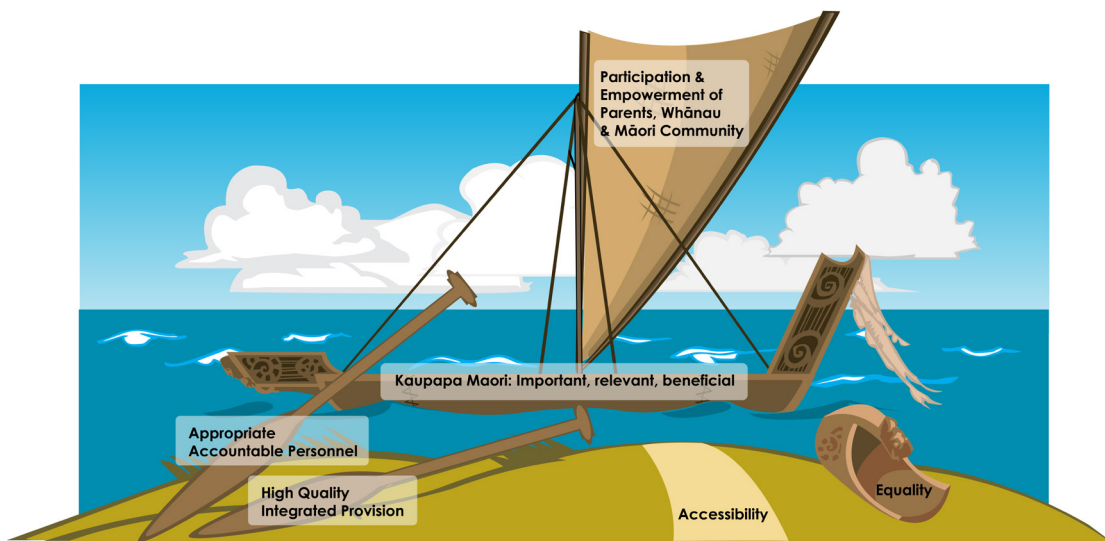 Participation &
Empowerment of
Parents, Whānau
& Māori Community
Kaupapa Maori: Important, relevant, beneficial
Appropriate
Accountable Personnel
High Quality
Integrated Provision
Accessibility
Equality